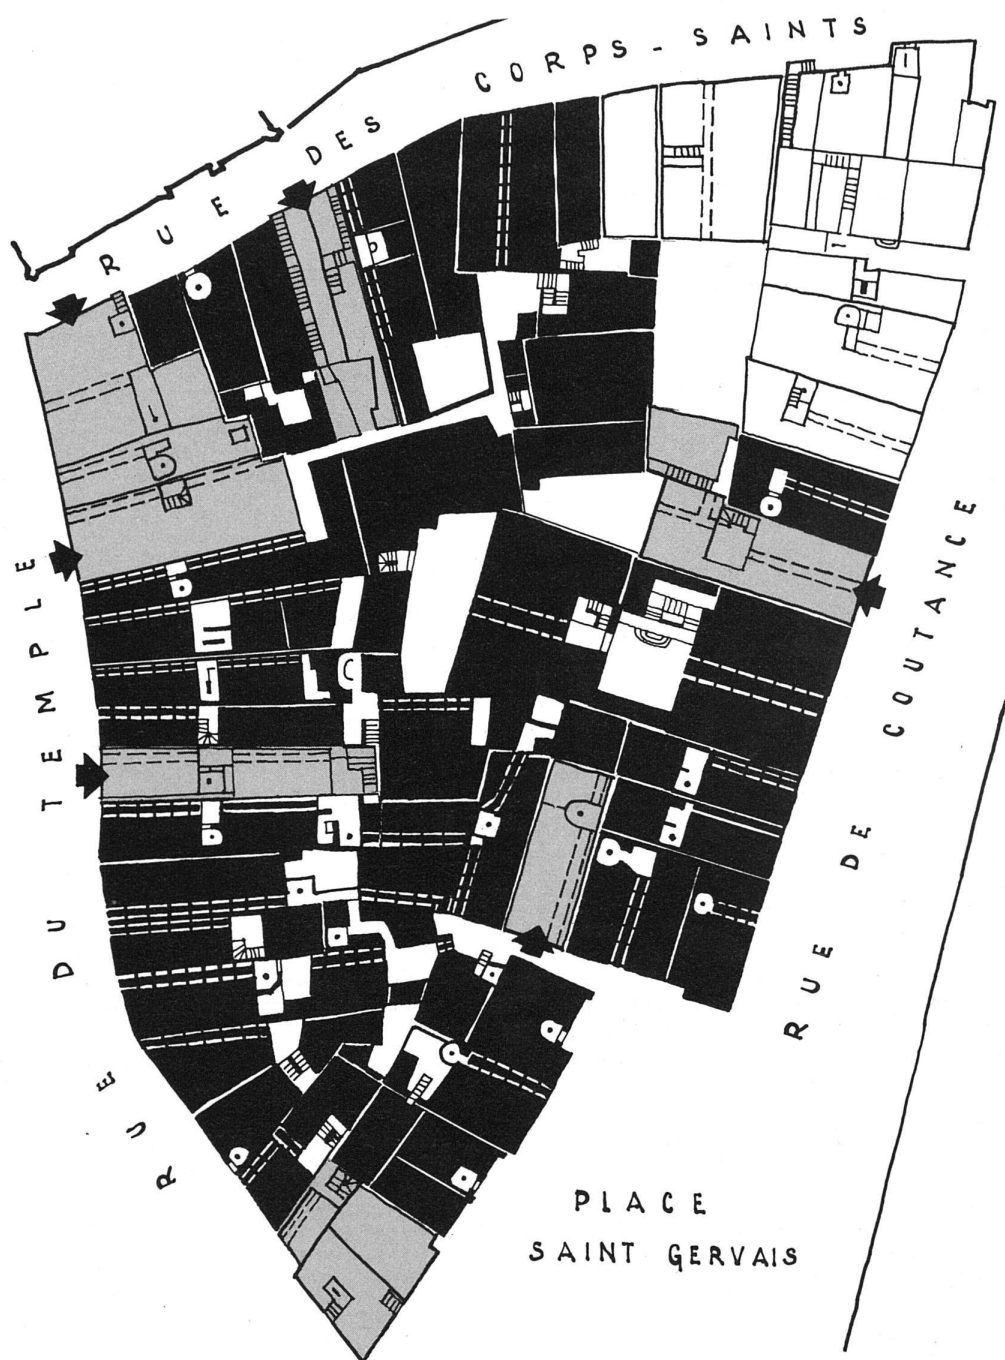 RUE DES CORPS-SAINTS
RUE DU TEMPLE
RUE DE COUTANCE
PLACE
SAINT GERVAIS